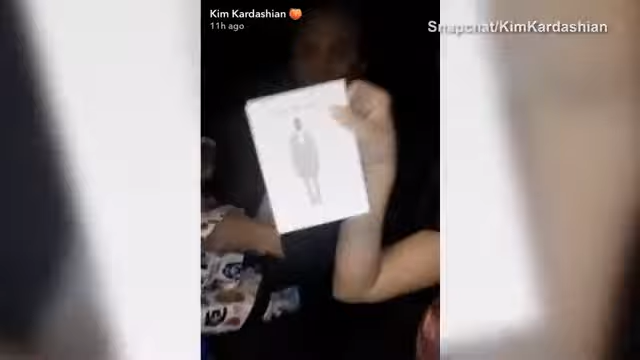 Kim Kardashian 🍑
11h ago
Snapchat/KimKardashian